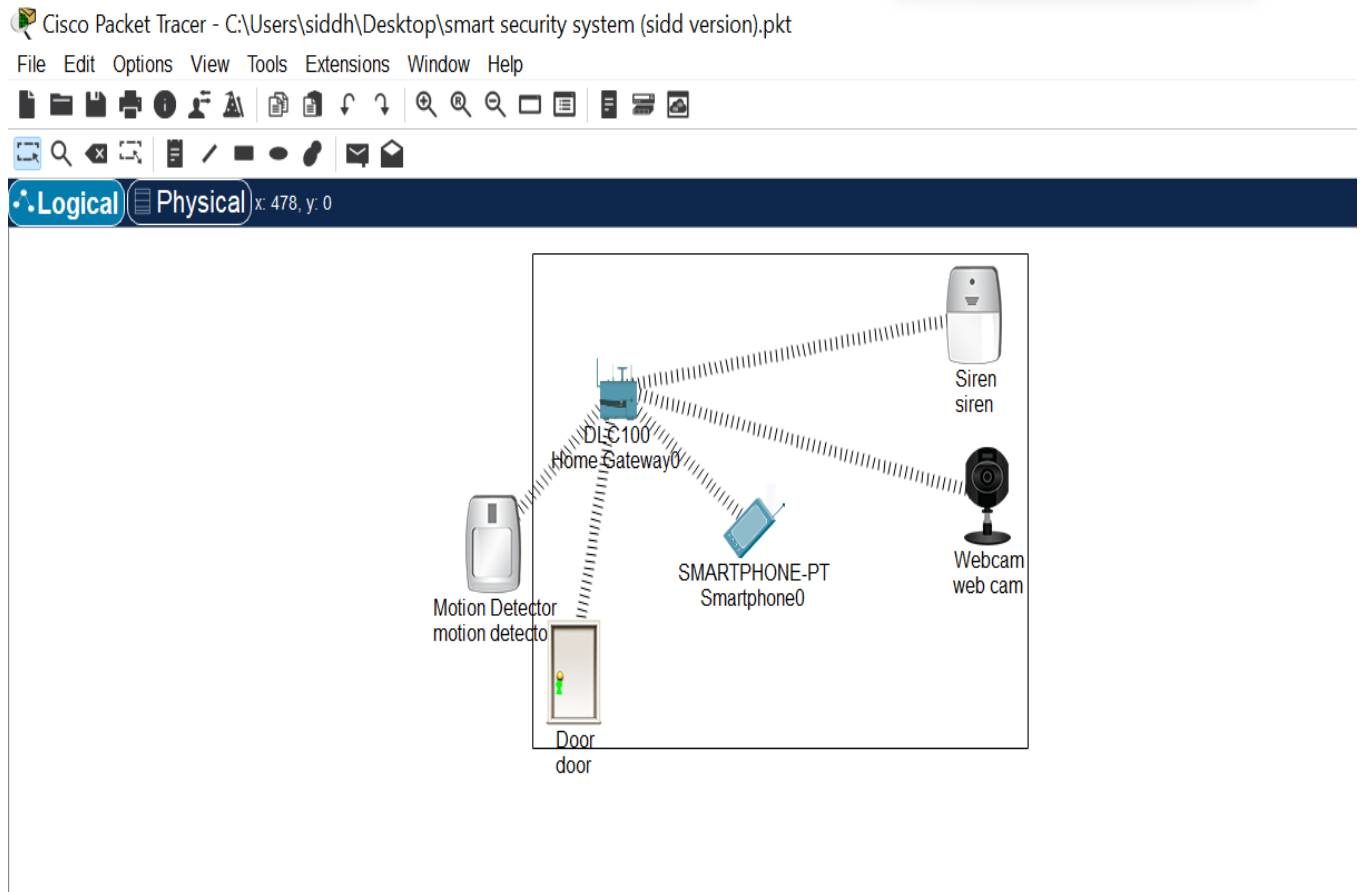 Cisco Packet Tracer - C:\Users\siddh\Desktop\smart security system (sidd version).pkt
File Edit Options View Tools Extensions Window Help
Logical Physical x: 478, y: 0
Siren
siren
DLC100
Home Gateway0
Webcam
web cam
SMARTPHONE-PT
Smartphone0
Motion Detector
motion detecto
Door
door